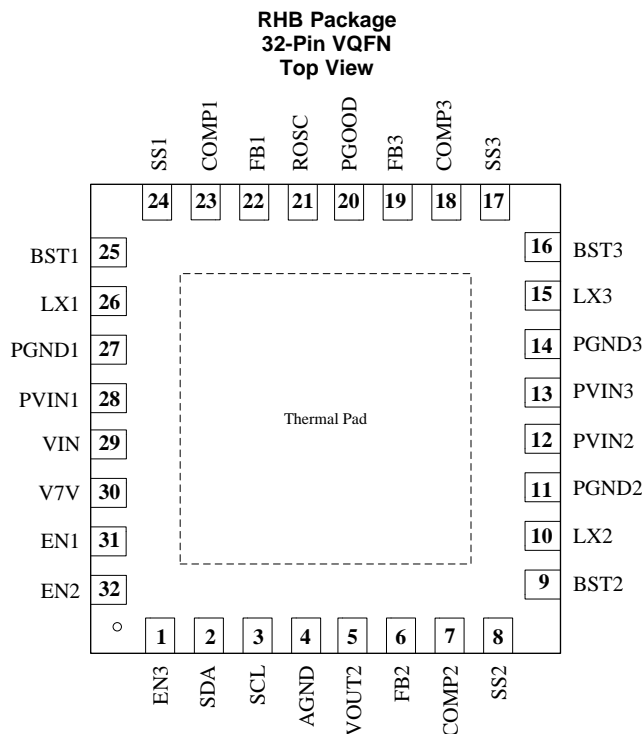 RHB Package
32-Pin VQFN
Top View
SS1
COMP1
FB1
ROSC
PGOOD
FB3
COMP3
SS3
24
23
22
21
20
19
18
17
BST1
25
LX1
26
PGND1
27
PVIN1
28
VIN
29
V7V
30
EN1
31
EN2
32
Thermal Pad
16
BST3
15
LX3
14
PGND3
13
PVIN3
12
PVIN2
11
PGND2
10
LX2
9
BST2
1
2
3
4
5
6
7
8
EN3
SDA
SCL
AGND
VOUT2
FB2
COMP2
SS2